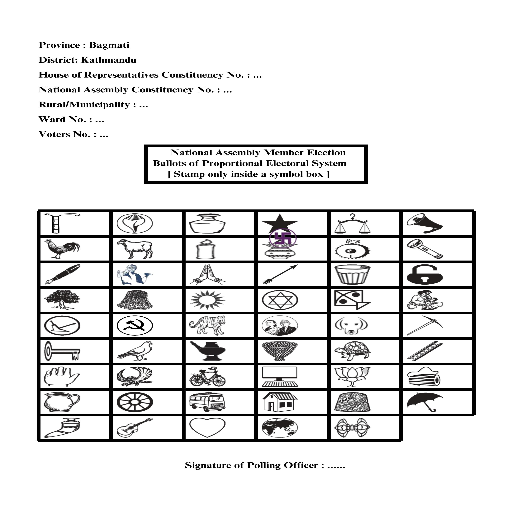 Province : Bagmati
District: Kathmandu
House of Representatives Constituency No. : ...
National Assembly Constituency No. : ...
Rural/Municipality : ...
Ward No. : ...
Voters No. : ...
National Assembly Member Election
Ballots of Proportional Electoral System
[ Stamp only inside a symbol box ]
Signature of Polling Officer : ......